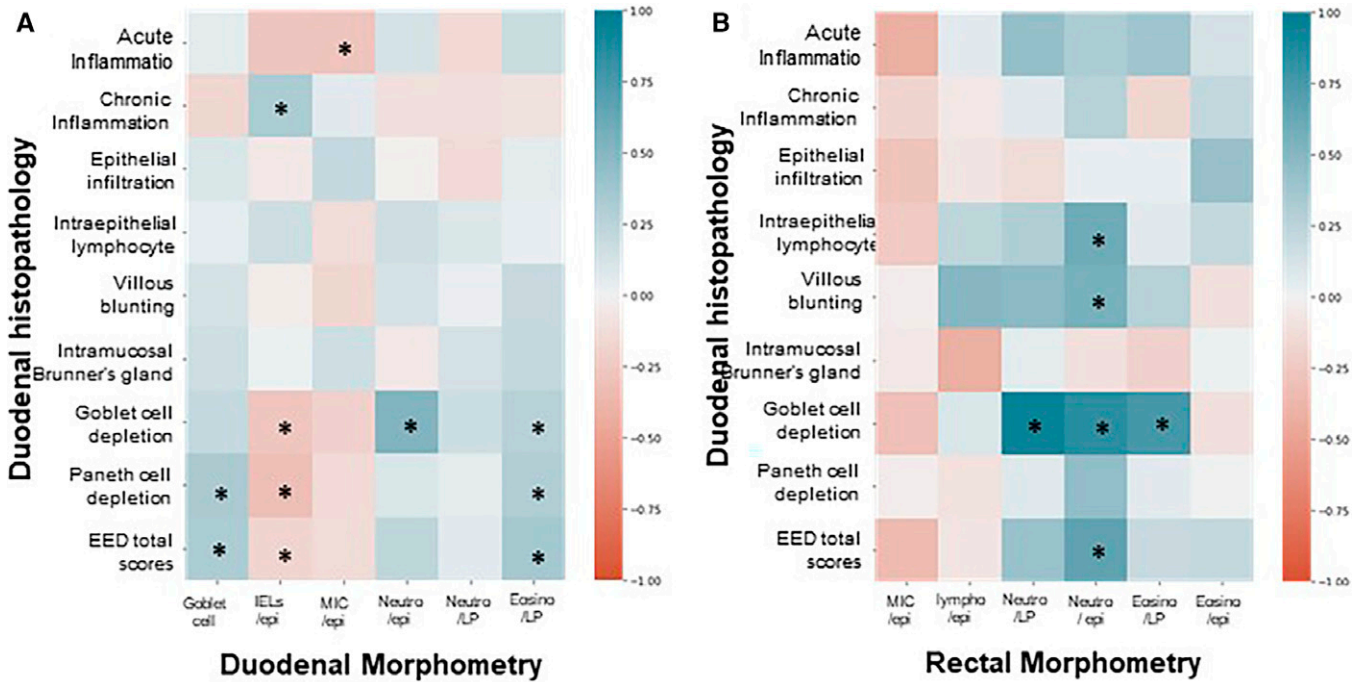 A
Duodenal histopathology
Acute
Inflammatio
Chronic
Inflammation
Epithelial
infiltration
Intraepithelial
lymphocyte
Villous
blunting
Intramucosal
Brunner's gland
Goblet cell
depletion
Paneth cell
depletion
EED total
scores
*
*
* * *
* * *
* * *
Goblet IELs MIC Neutro Neutro Eosino
cell /epi /epi /epi /LP /LP
Duodenal Morphometry
1.00
0.75
0.50
0.25
0.00
−0.25
−0.50
−0.75
−1.00
B
Duodenal histopathology
Acute
Inflammatio
Chronic
Inflammation
Epithelial
infiltration
Intraepithelia
lymphocyte
Villous
blunting
Intramucosal
Brunner's gland
Goblet cell
depletion
Paneth cell
depletion
EED total
scores
*
*
* * *
*
MIC lympho Neutro Neutro Eosino Eosino
/epi /epi /LP / epi /LP /epi
Rectal Morphometry
1.00
0.75
0.50
0.25
0.00
−0.25
−0.50
−0.75
−1.00